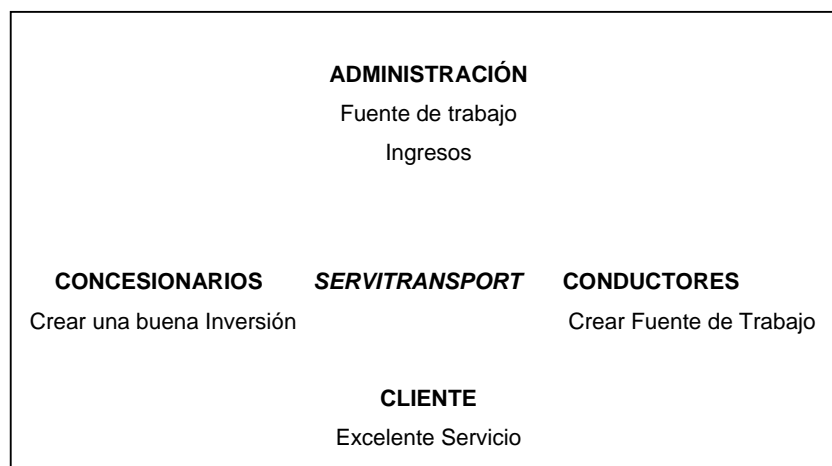 ADMINISTRACIÓN
Fuente de trabajo
Ingresos
CONCESIONARIOS SERVITRANSPORT CONDUCTORES
Crear una buena Inversión Crear Fuente de Trabajo
CLIENTE
Excelente Servicio